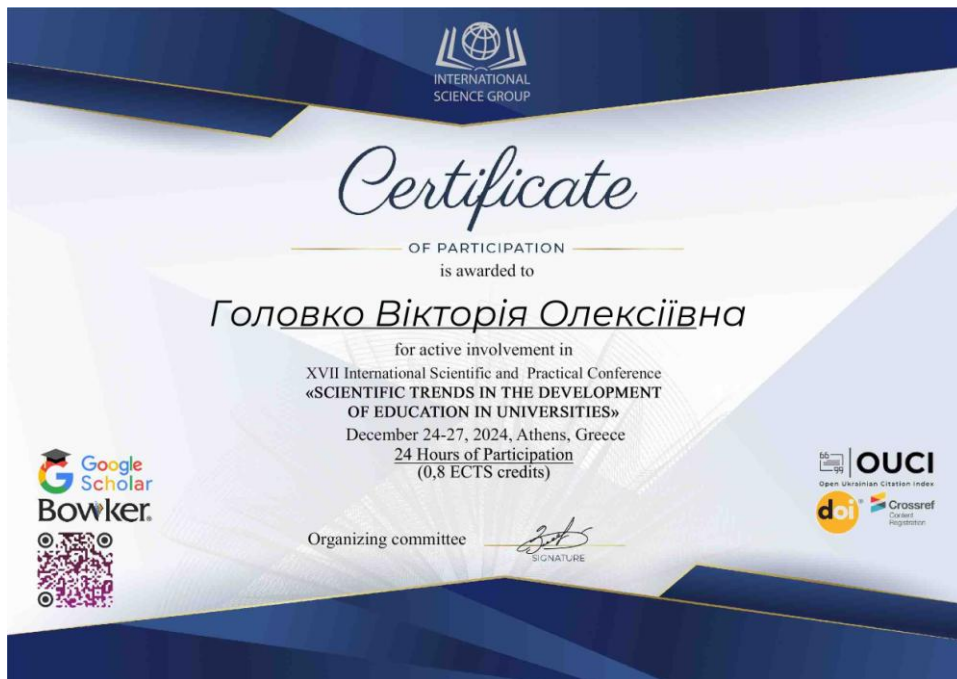 INTERNATIONAL
SCIENCE GROUP
Certificate
OF PARTICIPATION
is awarded to
Головко Вікторія Олексіївна
for active involvement in
XVII International Scientific and Practical Conference
«SCIENTIFIC TRENDS IN THE DEVELOPMENT
OF EDUCATION IN UNIVERSITIES»
December 24-27, 2024, Athens, Greece
24 Hours of Participation
(0,8 ECTS credits)
Google
Scholar
Bowker.
66
99
OUCI
Open Ukrainian Citation Index
doi
Crossref
Content
Registration
Organizing committee
SIGNATURE